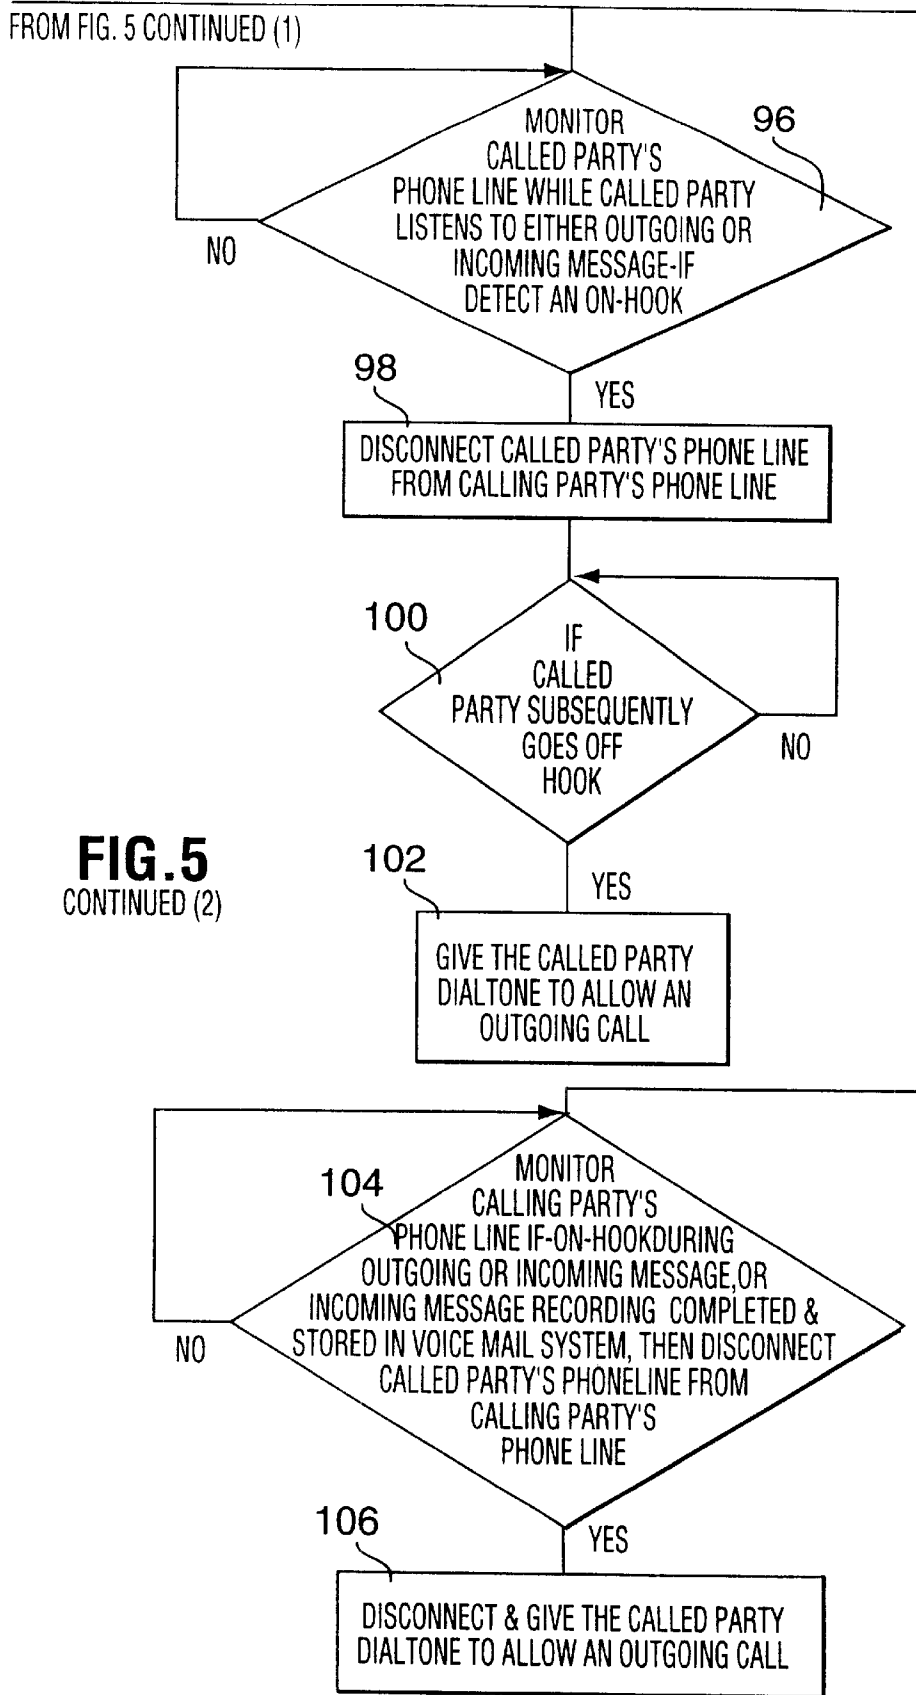 FROM FIG. 5 CONTINUED (1)
MONITOR
CALLED PARTY'S
PHONE LINE WHILE CALLED PARTY
LISTENS TO EITHER OUTGOING OR
INCOMING MESSAGE-IF
DETECT AN ON-HOOK
96
NO
YES
98
DISCONNECT CALLED PARTY'S PHONE LINE
FROM CALLING PARTY'S PHONE LINE
100
IF
CALLED
PARTY SUBSEQUENTLY
GOES OFF
HOOK
NO
YES
FIG.5
CONTINUED (2)
102
GIVE THE CALLED PARTY
DIALTONE TO ALLOW AN
OUTGOING CALL
104
MONITOR
CALLING PARTY'S
PHONE LINE IF-ON-HOOKDURING
OUTGOING OR INCOMING MESSAGE,OR
INCOMING MESSAGE RECORDING COMPLETED &
STORED IN VOICE MAIL SYSTEM, THEN DISCONNECT
CALLED PARTY'S PHONELINE FROM
CALLING PARTY'S
PHONE LINE
NO
YES
106
DISCONNECT & GIVE THE CALLED PARTY
DIALTONE TO ALLOW AN OUTGOING CALL